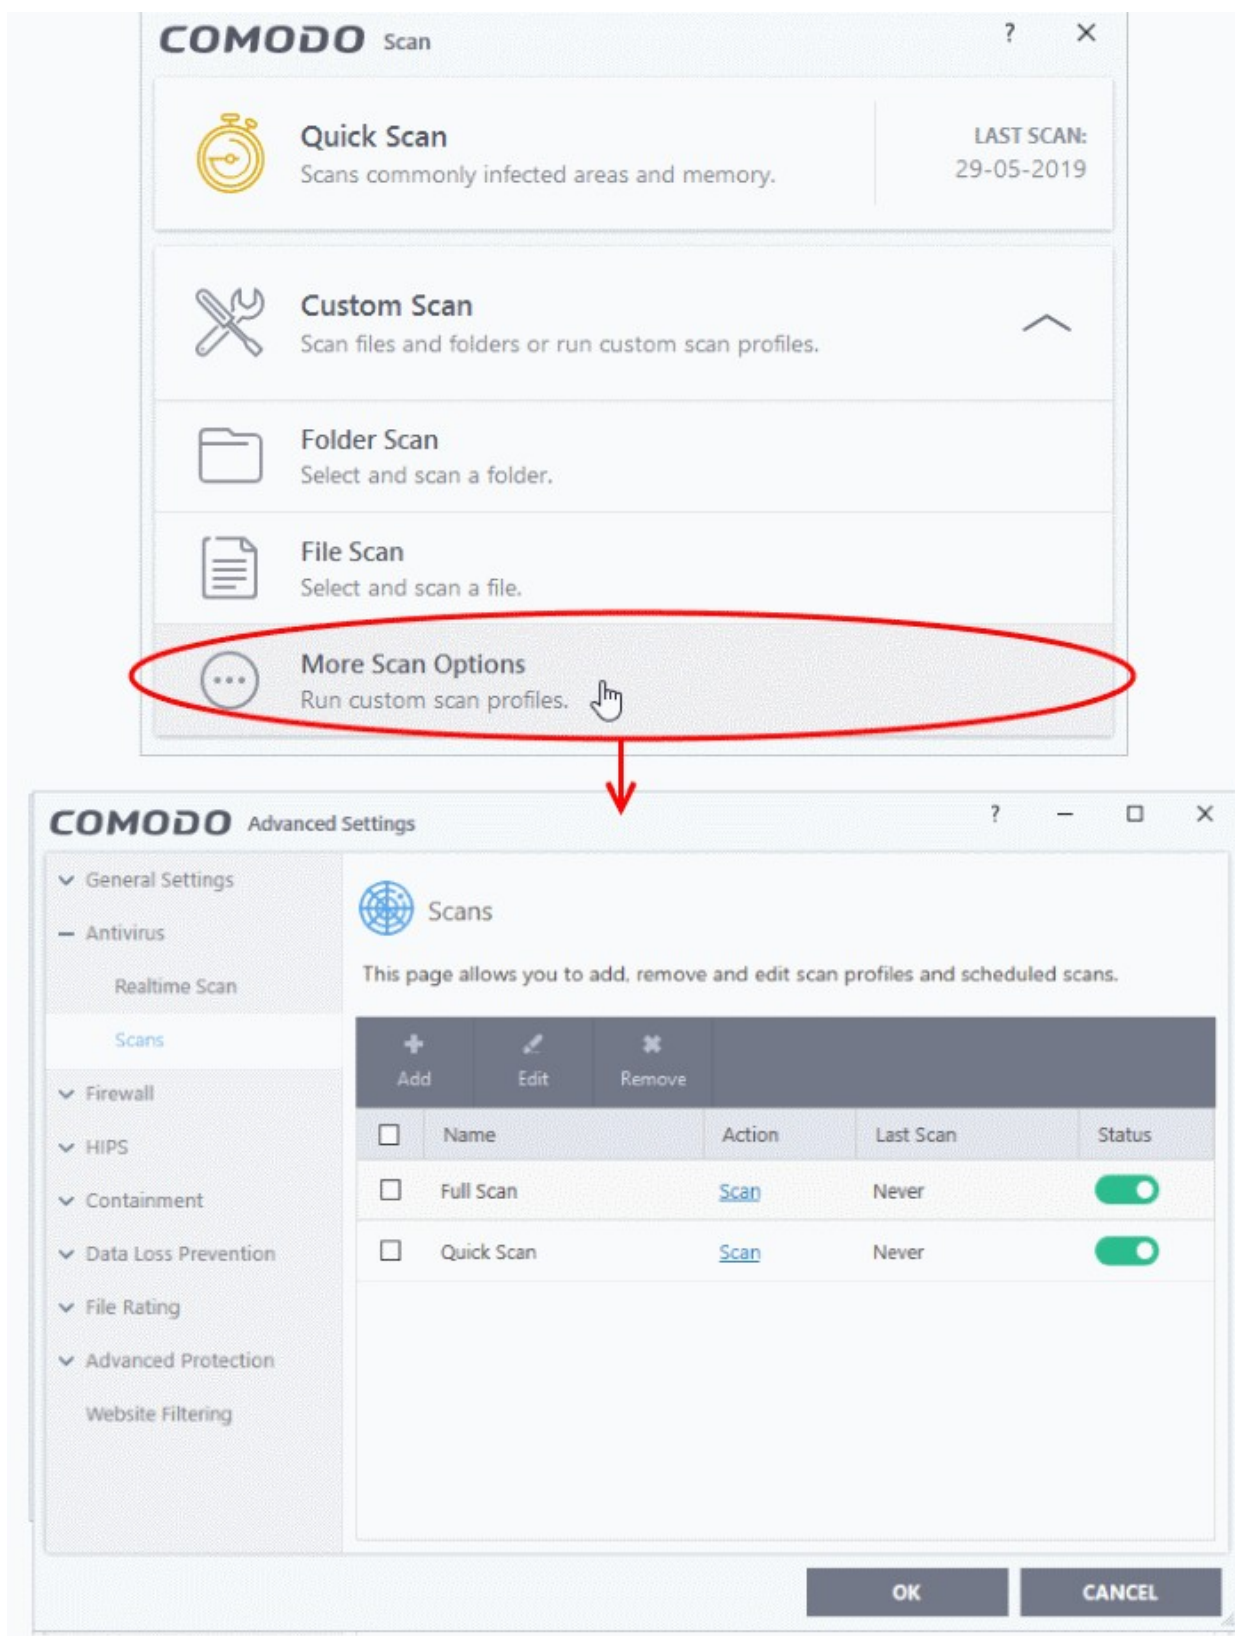 COMODO Scan ?
Quick Scan
Scans commonly infected areas and memory.
LAST SCAN:
29-05-2019
Custom Scan
Scan files and folders or run custom scan profiles.
Folder Scan
Select and scan a folder.
File Scan
Select and scan a file.
More Scan Options
Run custom scan profiles.
COMODO Advanced Settings ?
General Settings
Antivirus
Realtime Scan
Scans
Firewall
HIPS
Containment
Data Loss Prevention
File Rating
Advanced Protection
Website Filtering
Scans
This page allows you to add, remove and edit scan profiles and scheduled scans.
Add Edit Remove
Name Action Last Scan Status
Full Scan Scan Never
Quick Scan Scan Never
OK CANCEL